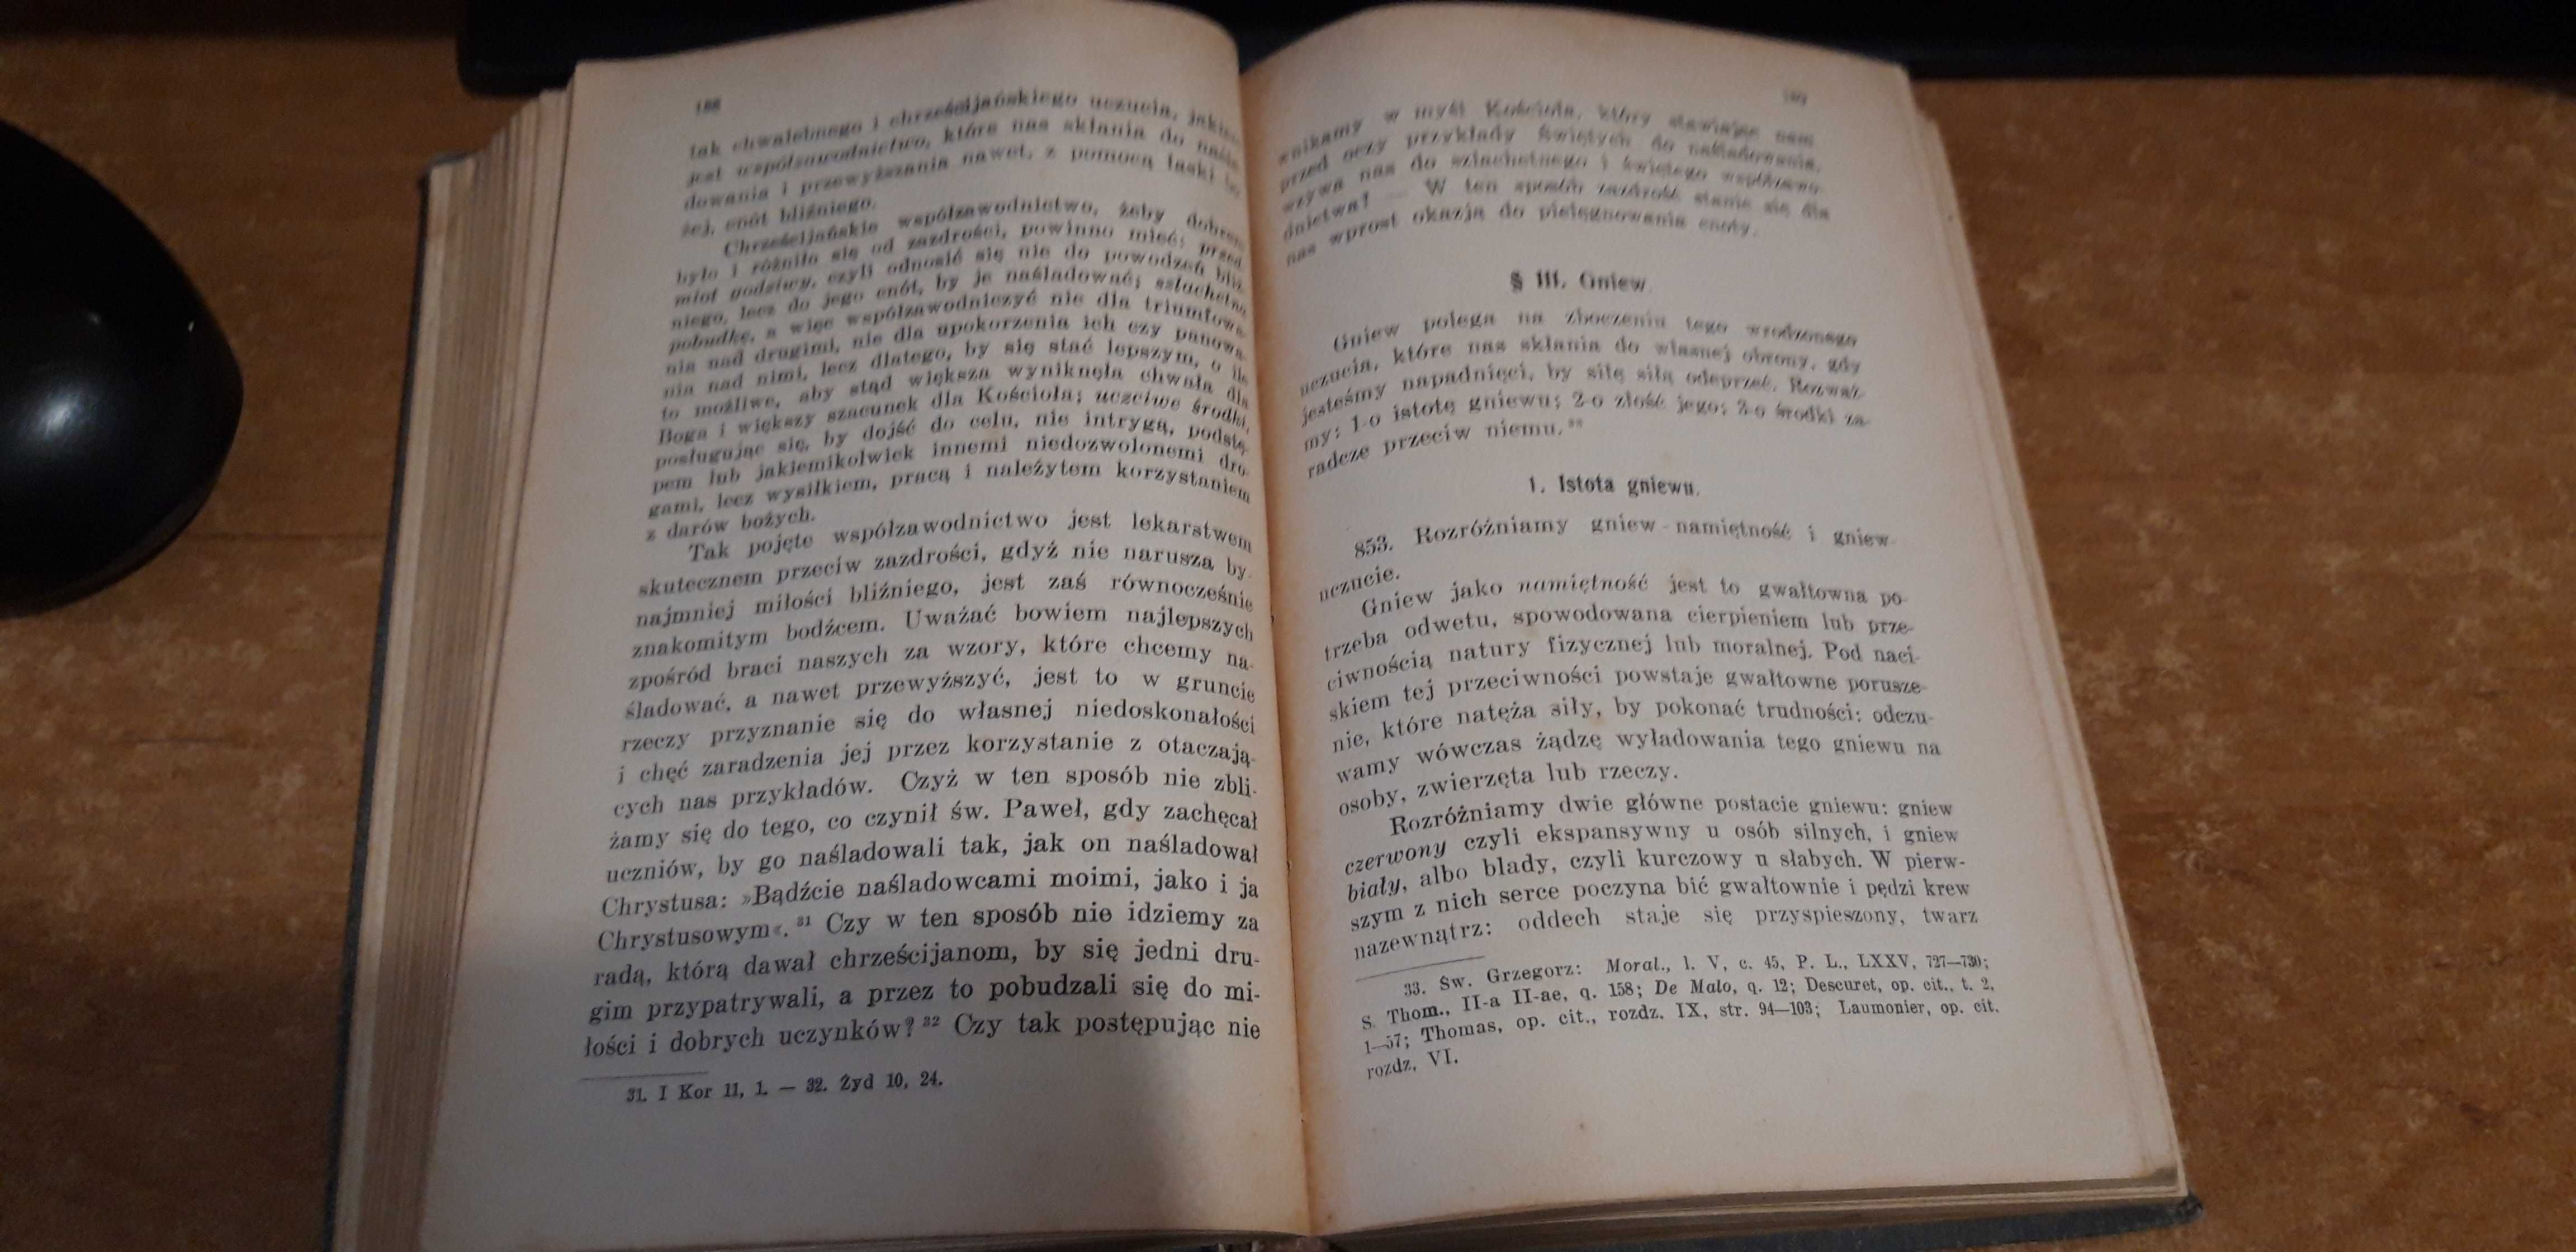 188
tak chwalebnego i chrześcijańskiego uczucia, jakiem
jest współzawodnictwo, które nas skłania do naśla-
dowania i przewyższania nawet, z pomocą łaski bo-
żej, cnót bliźniego.
Chrześcijańskie współzawodnictwo, żeby dobrem
było i różniło się od zazdrości, powinno mieć: przed-
miot godziwy, czyli odnosić się nie do powodzeń bliź-
niego, lecz do jego cnót, by je naśladować; szlachetną
pobudkę, a więc współzawodniczyć nie dla triumfowa-
nia nad drugimi, nie dla upokorzenia ich czy panowa-
nia nad nimi, lecz dlatego, by się stać lepszym, o ile
to możliwe, aby stąd większa wyniknęła chwała dla
Boga i większy szacunek dla Kościoła; uczciwe środki,
posługując się, by dojść do celu, nie intrygą, podstę-
pem lub jakiemikolwiek innemi niedozwolonemi dro-
gami, lecz wysiłkiem, pracą i należytem korzystaniem
z darów bożych.
Tak pojęte współzawodnictwo jest lekarstwem
skutecznem przeciw zazdrości, gdyż nie narusza by-
najmniej miłości bliźniego, jest zaś równocześnie
znakomitym bodźcem. Uważać bowiem najlepszych
zpośród braci naszych za wzory, które chcemy na-
śladować, a nawet przewyższyć, jest to w gruncie
rzeczy przyznanie się do własnej niedoskonałości
i chęć zaradzenia jej przez korzystanie z otaczają-
cych nas przykładów. Czyż w ten sposób nie zbli-
żamy się do tego, co czynił św. Paweł, gdy zachęcał
uczniów, by go naśladowali tak, jak on naśladował
Chrystusa: »Bądźcie naśladowcami moimi, jako i ja
Chrystusowym«.³¹ Czy w ten sposób nie idziemy za
radą, którą dawał chrześcijanom, by się jedni dru-
gim przypatrywali, a przez to pobudzali się do mi-
łości i dobrych uczynków?³² Czy tak postępując nie
31. I Kor 11, 1. — 32. Żyd 10, 24.
wnikamy w myśl Kościoła, który stawiając nam
przed oczy przykłady świętych do naśladowania,
wzywa nas do szlachetnego i świętego współzawo-
dnictwa? — W ten sposób zazdrość stanie się dla
nas wprost okazją do pielęgnowania cnoty.
§ III. Gniew.
Gniew polega na zboczeniu tego wrodzonego
uczucia, które nas skłania do własnej obrony, gdy
jesteśmy napadnięci, by siłę siłą odeprzeć. Rozważ-
my: 1-o istotę gniewu; 2-o złość jego; 3-o środki za-
radcze przeciw niemu.³³
1. Istota gniewu.
853. Rozróżniamy gniew-namiętność i gniew-
uczucie.
Gniew jako namiętność jest to gwałtowna po-
trzeba odwetu, spowodowana cierpieniem lub prze-
ciwnością natury fizycznej lub moralnej. Pod naci-
skiem tej przeciwności powstaje gwałtowne porusze-
nie, które natęża siły, by pokonać trudności; odczu-
wamy wówczas żądzę wyładowania tego gniewu na
osoby, zwierzęta lub rzeczy.
Rozróżniamy dwie główne postacie gniewu: gniew
czerwony czyli ekspansywny u osób silnych, i gniew
biały, albo blady, czyli kurczowy u słabych. W pierw-
szym z nich serce poczyna bić gwałtownie i pędzi krew
nazewnątrz: oddech staje się przyspieszony, twarz
33. Św. Grzegorz: Moral., l. V, c. 45, P. L., LXXV, 727—730;
S. Thom., II-a II-ae, q. 158; De Malo, q. 12; Descuret, op. cit., t. 2,
1—57; Thomas, op. cit., rozdz. IX, str. 94—103; Laumonier, op. cit.
rozdz. VI.